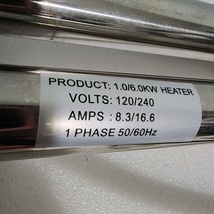 PRODUCT: 1.0/6.0KW HEATER
VOLTS: 120/240
AMPS : 8.3/16.6
1 PHASE 50/60Hz